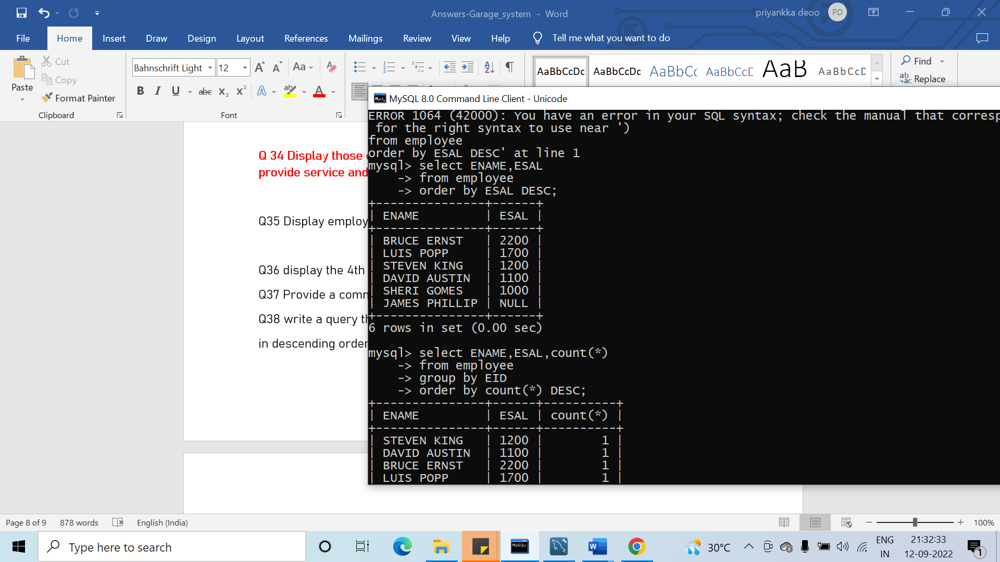 Answers-Garage_system - Word
priyankka deoo PD
File Home Insert Draw Design Layout References Mailings Review View Help Tell me what you want to do
Paste
Cut
Copy
Format Painter
Clipboard
Bahnschrift Light 12
Font
AaBbCcDc AaBbCcDc AaBbCc AaBbCcD AaB AaBbCcD
Find
Replace
Q 34 Display those
provide service and
Q35 Display employ
Q36 display the 4th
Q37 Provide a comm
Q38 write a query th
in descending order
MySQL 8.0 Command Line Client - Unicode
ERROR 1064 (42000): You have an error in your SQL syntax; check the manual that corresp
for the right syntax to use near ')
from employee
order by ESAL DESC' at line 1
mysql> select ENAME,ESAL
-> from employee
-> order by ESAL DESC;
+---------------+------+
| ENAME | ESAL |
+---------------+------+
| BRUCE ERNST | 2200 |
| LUIS POPP | 1700 |
| STEVEN KING | 1200 |
| DAVID AUSTIN | 1100 |
| SHERI GOMES | 1000 |
| JAMES PHILLIP | NULL |
+---------------+------+
6 rows in set (0.00 sec)
mysql> select ENAME,ESAL,count(*)
-> from employee
-> group by EID
-> order by count(*) DESC;
+---------------+------+----------+
| ENAME | ESAL | count(*) |
+---------------+------+----------+
| STEVEN KING | 1200 | 1 |
| DAVID AUSTIN | 1100 | 1 |
| BRUCE ERNST | 2200 | 1 |
| LUIS POPP | 1700 | 1 |
Page 8 of 9 878 words English (India) 100%
Type here to search
30°C
ENG
IN
21:32:33
12-09-2022
1